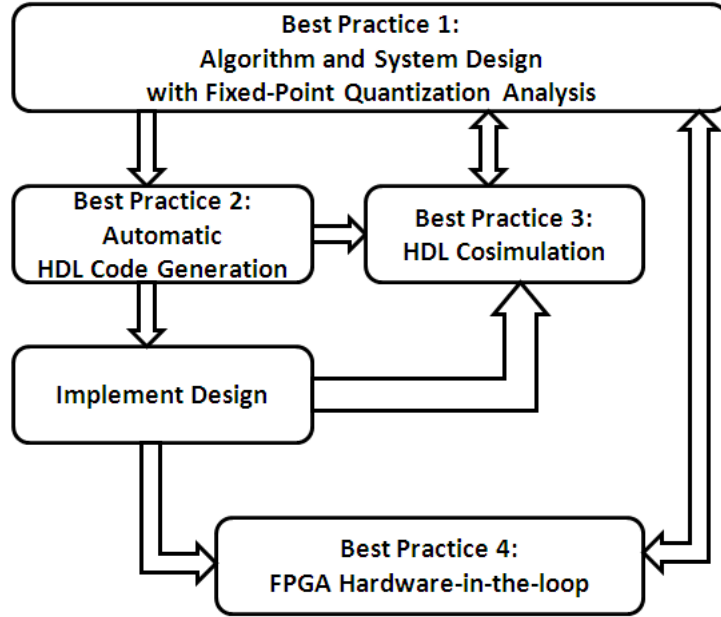 Best Practice 1:
Algorithm and System Design
with Fixed-Point Quantization Analysis
Best Practice 2:
Automatic
HDL Code Generation
Best Practice 3:
HDL Cosimulation
Implement Design
Best Practice 4:
FPGA Hardware-in-the-loop